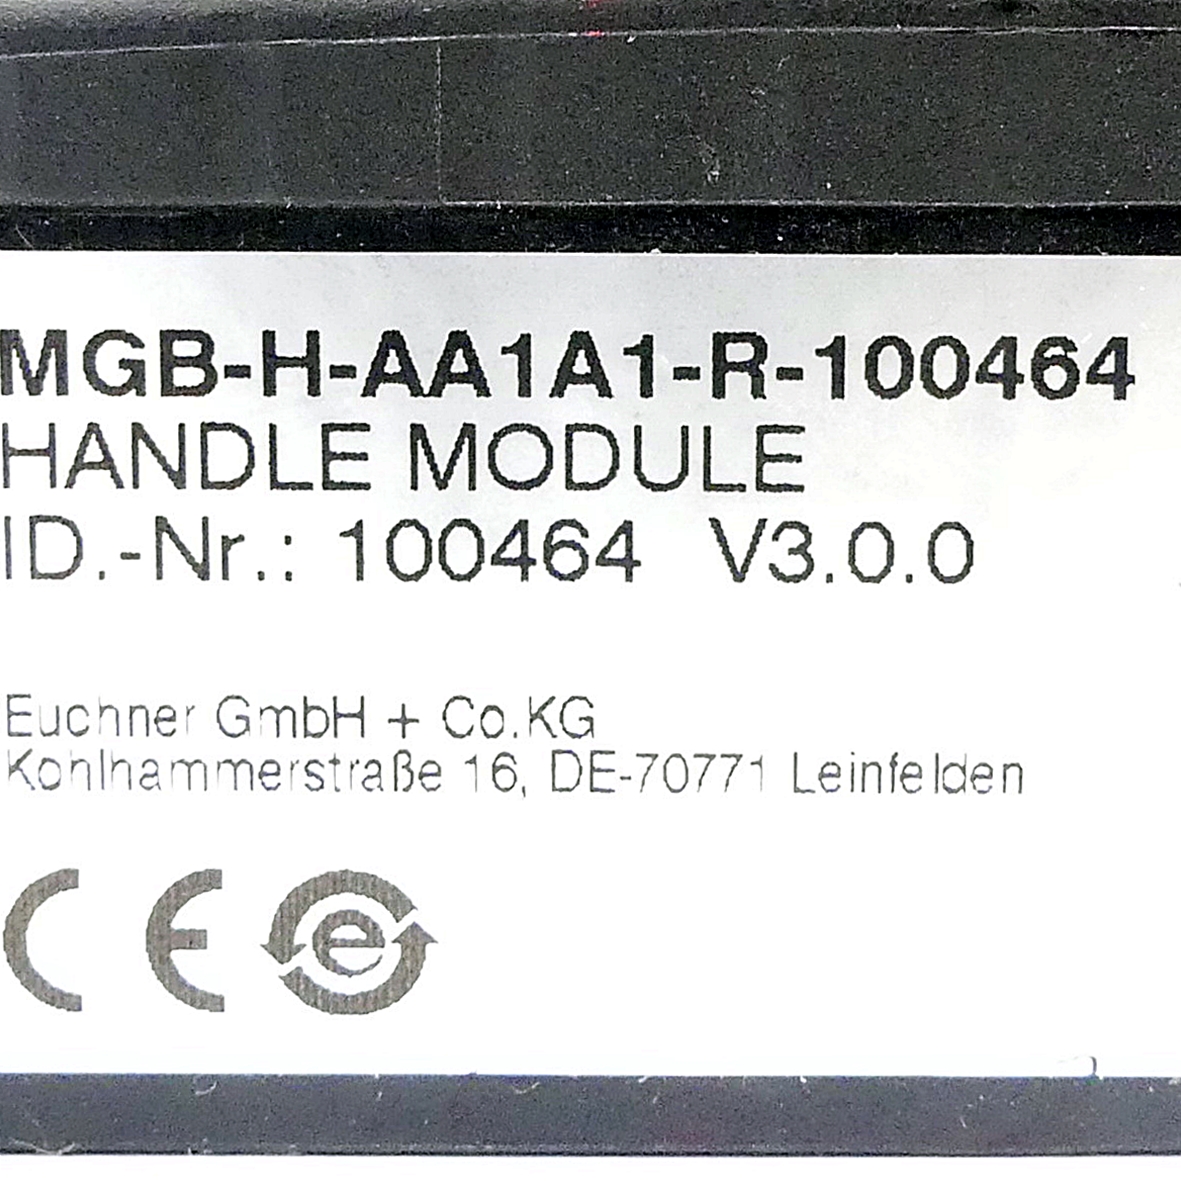 MGB-H-AA1A1-R-100464
HANDLE MODULE
ID.-Nr.: 100464 V3.0.0
Euchner GmbH + Co.KG
Kohlhammerstraße 16, DE-70771 Leinfelden
CE e